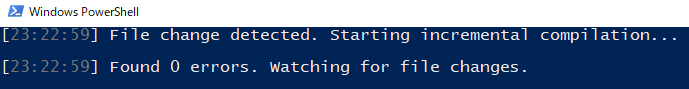 Windows PowerShell
[23:22:59] File change detected. Starting incremental compilation...
[23:22:59] Found 0 errors. Watching for file changes.